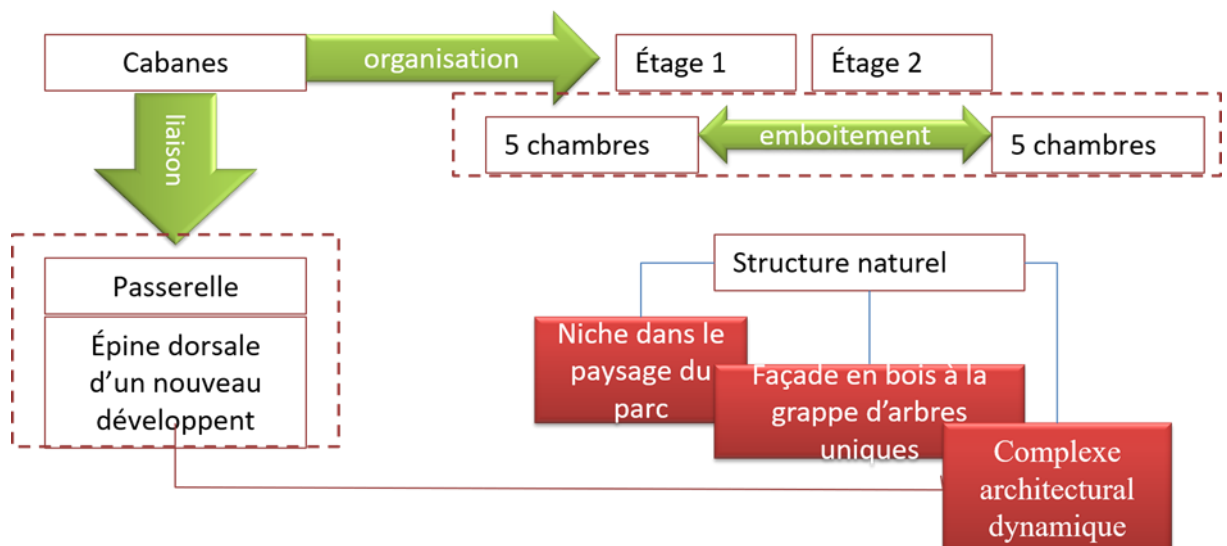 Cabanes
organisation
Étage 1
Étage 2
liaison
5 chambres
emboitement
5 chambres
Passerelle
Épine dorsale
d’un nouveau
développent
Structure naturel
Niche dans le
paysage du
parc
Façade en bois à la
grappe d’arbres
uniques
Complexe
architectural
dynamique